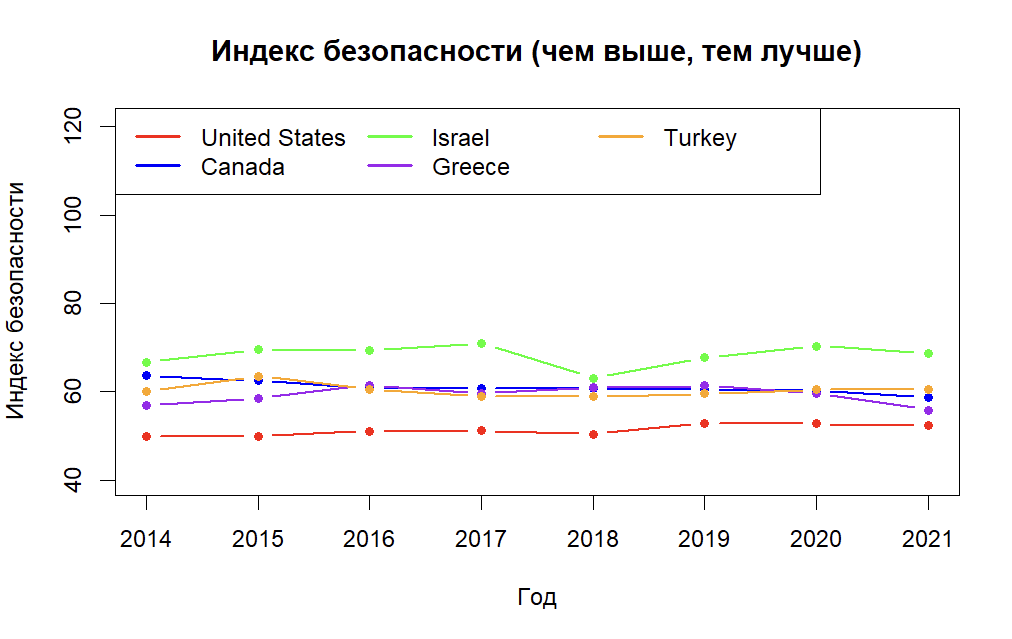 Индекс безопасности (чем выше, тем лучше)
United States Israel Turkey
Canada Greece
Индекс безопасности
120
100
80
60
40
2014 2015 2016 2017 2018 2019 2020 2021
Год